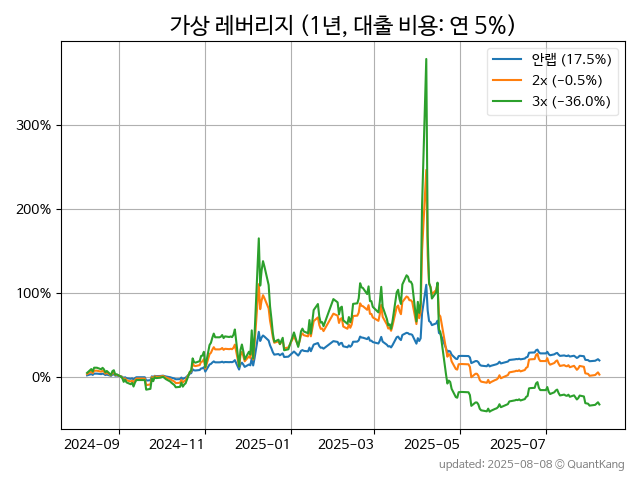 가상 레버리지 (1년, 대출 비용: 연 5%)
안랩 (17.5%)
2x (−0.5%)
3x (−36.0%)
300%
200%
100%
0%
2024-09 2024-11 2025-01 2025-03 2025-05 2025-07
updated: 2025-08-08 © QuantKang